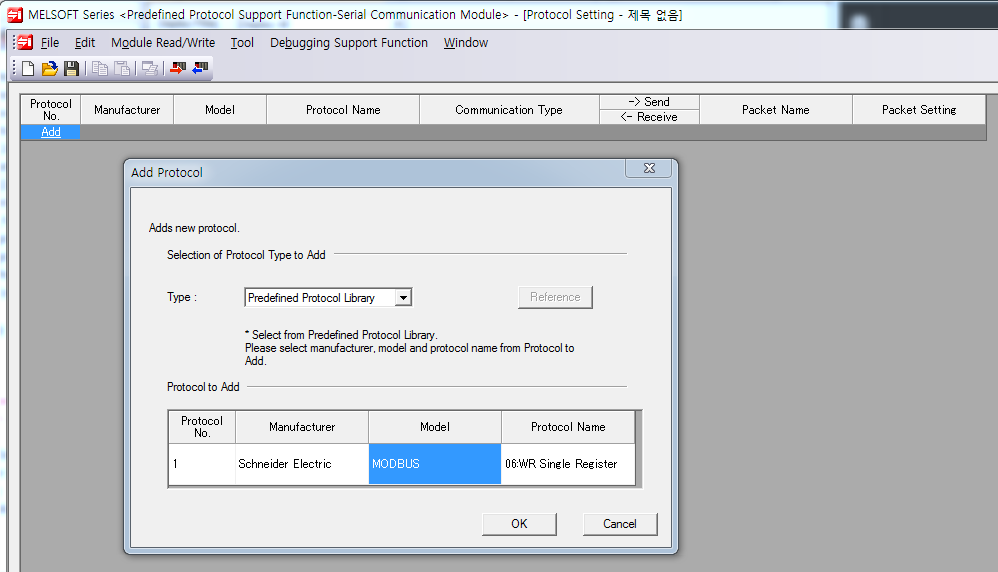 MELSOFT Series <Predefined Protocol Support Function-Serial Communication Module> - [Protocol Setting - 제목 없음]
File Edit Module Read/Write Tool Debugging Support Function Window
Protocol No. Manufacturer Model Protocol Name Communication Type -> Send <- Receive Packet Name Packet Setting
Add
Add Protocol
Adds new protocol.
Selection of Protocol Type to Add
Type : Predefined Protocol Library Reference
* Select from Predefined Protocol Library.
Please select manufacturer, model and protocol name from Protocol to
Add.
Protocol to Add
Protocol No. Manufacturer Model Protocol Name
1 Schneider Electric MODBUS 06:WR Single Register
OK Cancel